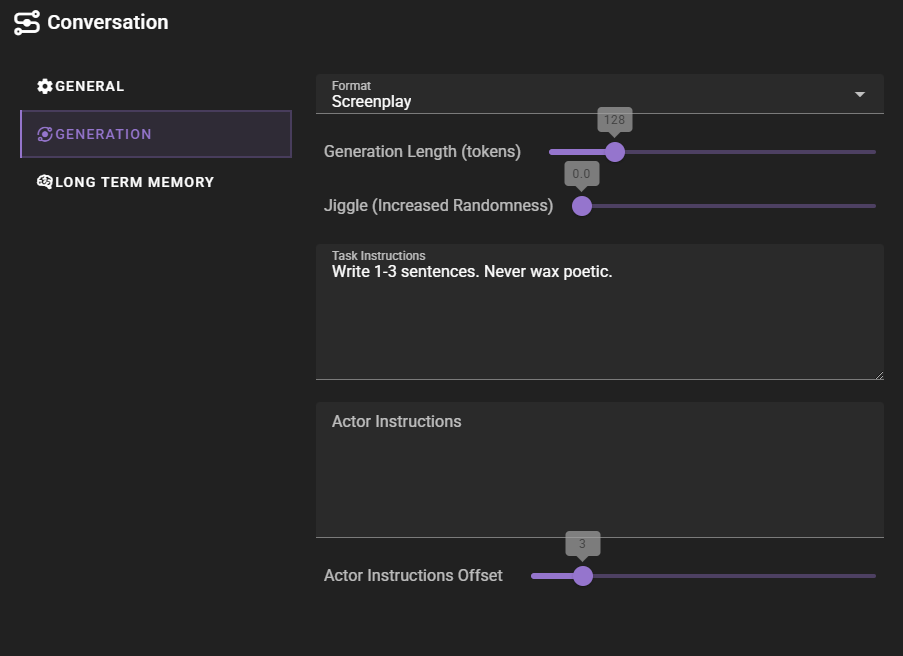 Conversation
GENERAL
GENERATION
LONG TERM MEMORY
Format
Screenplay
128
Generation Length (tokens)
0.0
Jiggle (Increased Randomness)
Task Instructions
Write 1-3 sentences. Never wax poetic.
Actor Instructions
3
Actor Instructions Offset